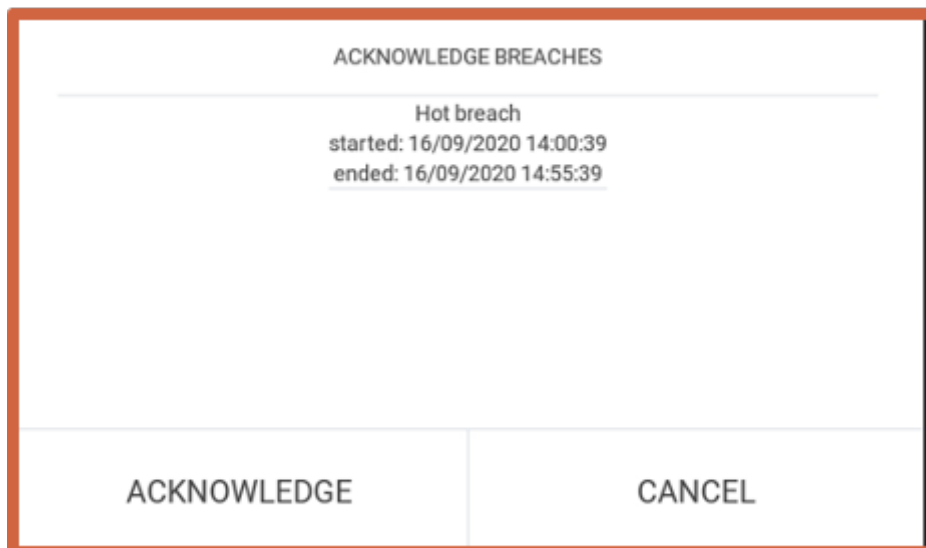 ACKNOWLEDGE BREACHES
Hot breach
started: 16/09/2020 14:00:39
ended: 16/09/2020 14:55:39
ACKNOWLEDGE
CANCEL